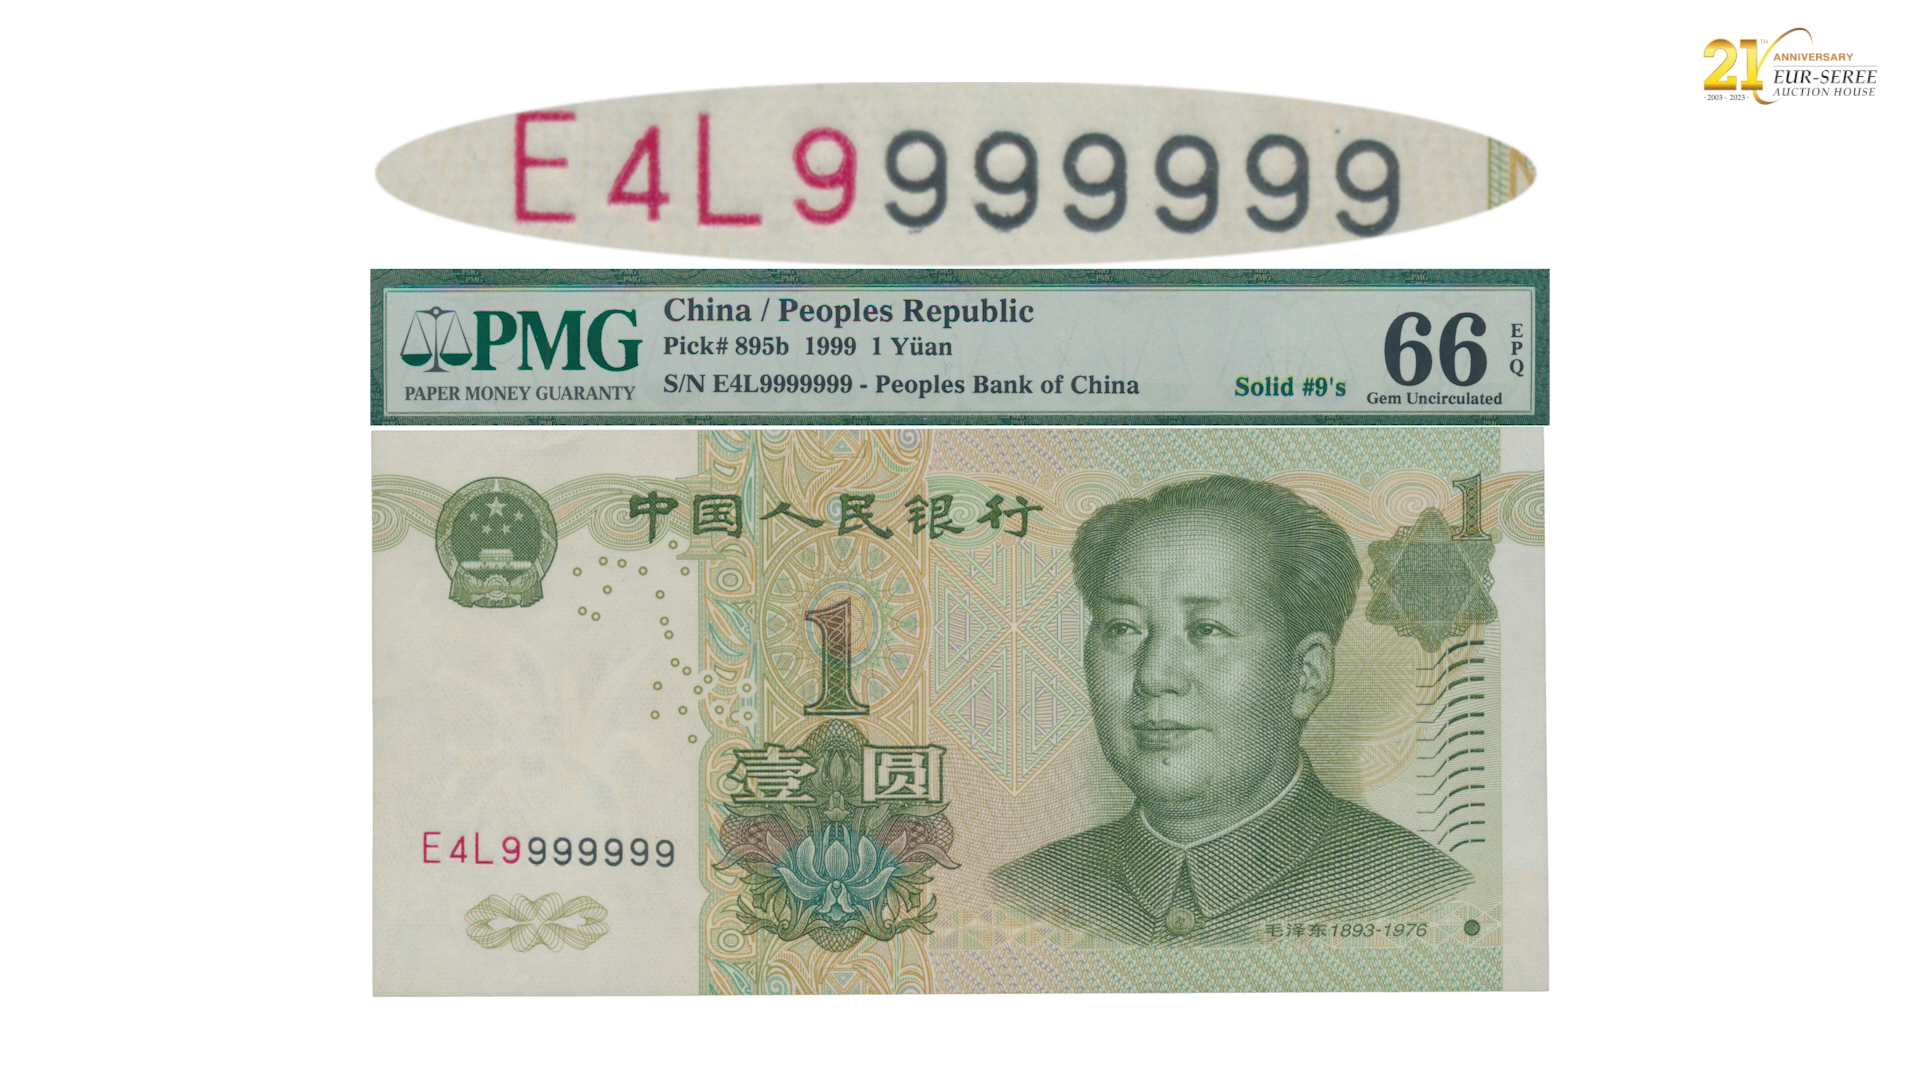 21TH ANNIVERSARY
EUR-SEREE
AUCTION HOUSE
·2003 - 2023·
E4L9999999
PMG
PAPER MONEY GUARANTY
China / Peoples Republic
Pick# 895b 1999 1 Yüan
S/N E4L9999999 - Peoples Bank of China
Solid #9's
66
EPQ
Gem Uncirculated
中国人民银行
1
1
壹圆
E4L9999999
毛泽东1893-1976